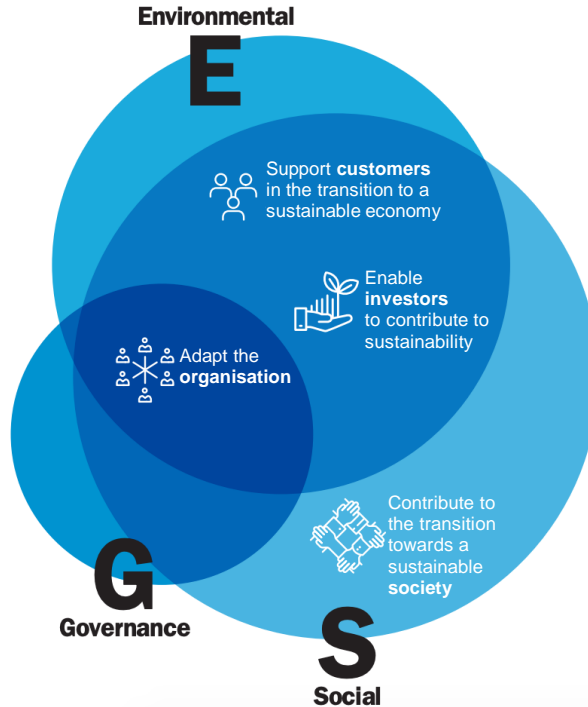 Environmental
E
Support customers
in the transition to a
sustainable economy
Enable
investors
to contribute to
sustainability
Adapt the
organisation
Contribute to
the transition
towards a
sustainable
society
G
Governance
S
Social